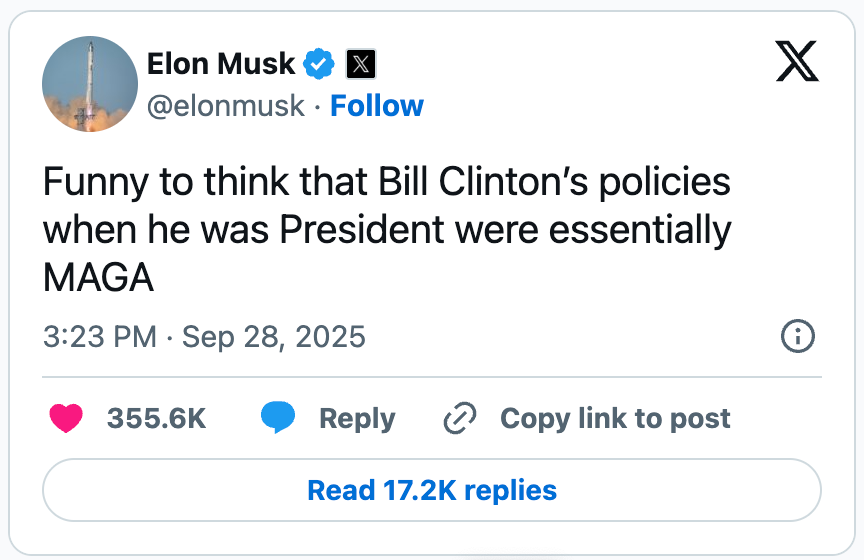 Elon Musk
@elonmusk · Follow
Funny to think that Bill Clinton’s policies
when he was President were essentially
MAGA
3:23 PM · Sep 28, 2025
355.6K Reply Copy link to post
Read 17.2K replies